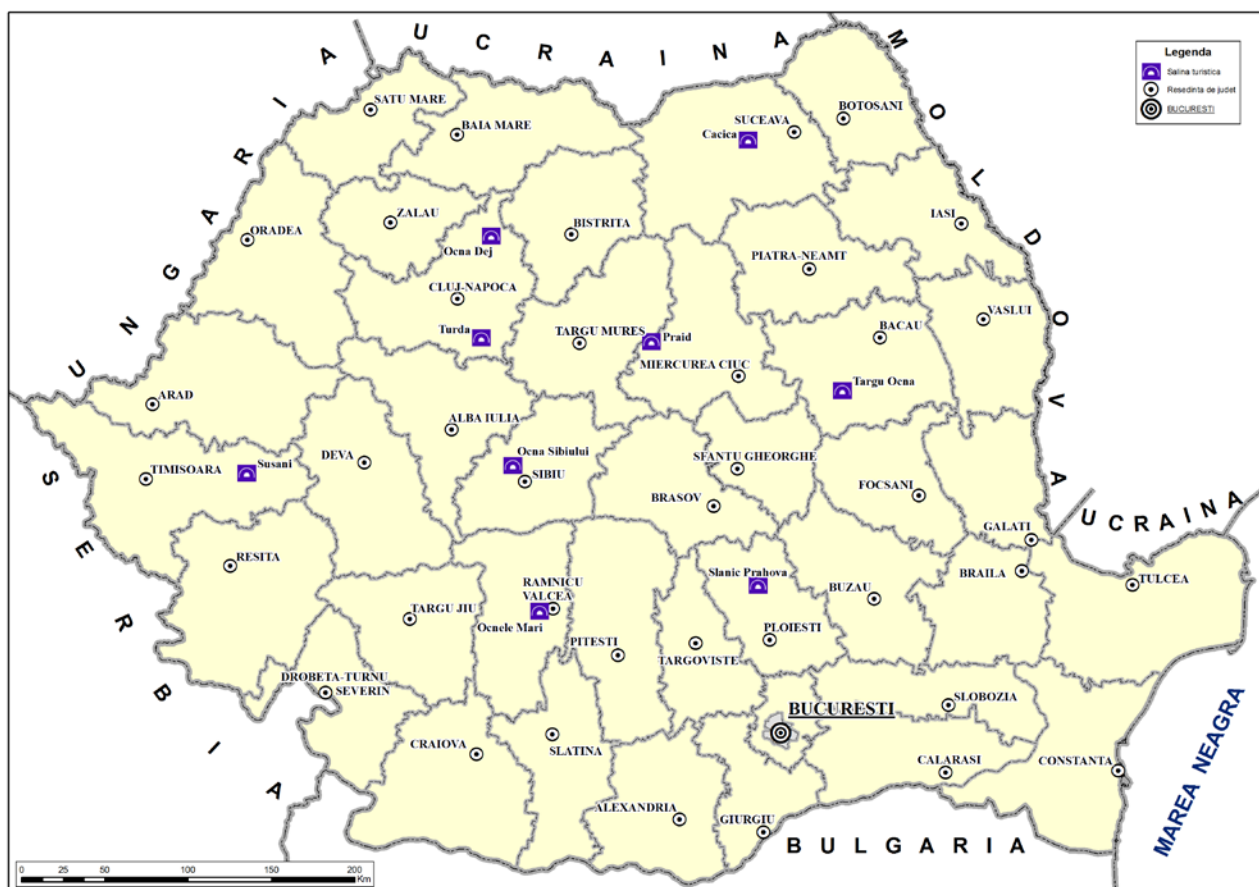 UCRAINA
MOLDOVA
UNGARIA
SERBIA
Legenda
Salina turistica
Resedinta de judet
BUCURESTI
SATU MARE
BAIA MARE
Cacica
SUCEAVA
BOTOSANI
ZALAU
ORADEA
Ocna Dej
BISTRITA
IASI
PIATRA-NEAMT
CLUJ-NAPOCA
Turda
TARGU MURES
Praid
MIERCUREA CIUC
BACAU
VASLUI
Targu Ocna
ARAD
ALBA IULIA
Ocna Sibiului
SIBIU
DEVA
TIMISOARA
Susani
SFANTU GHEORGHE
BRASOV
FOCSANI
GALATI
UCRAINA
RESITA
RAMNICU
VALCEA
Ocnele Mari
TARGU JIU
Slanic Prahova
BUZAU
BRAILA
TULCEA
PITESTI
TARGOVISTE
PLOIESTI
DROBETA-TURNU
SEVERIN
BUCURESTI
SLOBOZIA
CRAIOVA
SLATINA
CALARASI
CONSTANTA
ALEXANDRIA
GIURGIU
BULGARIA
MAREA NEAGRA
0 25 50 100 150 200
Km